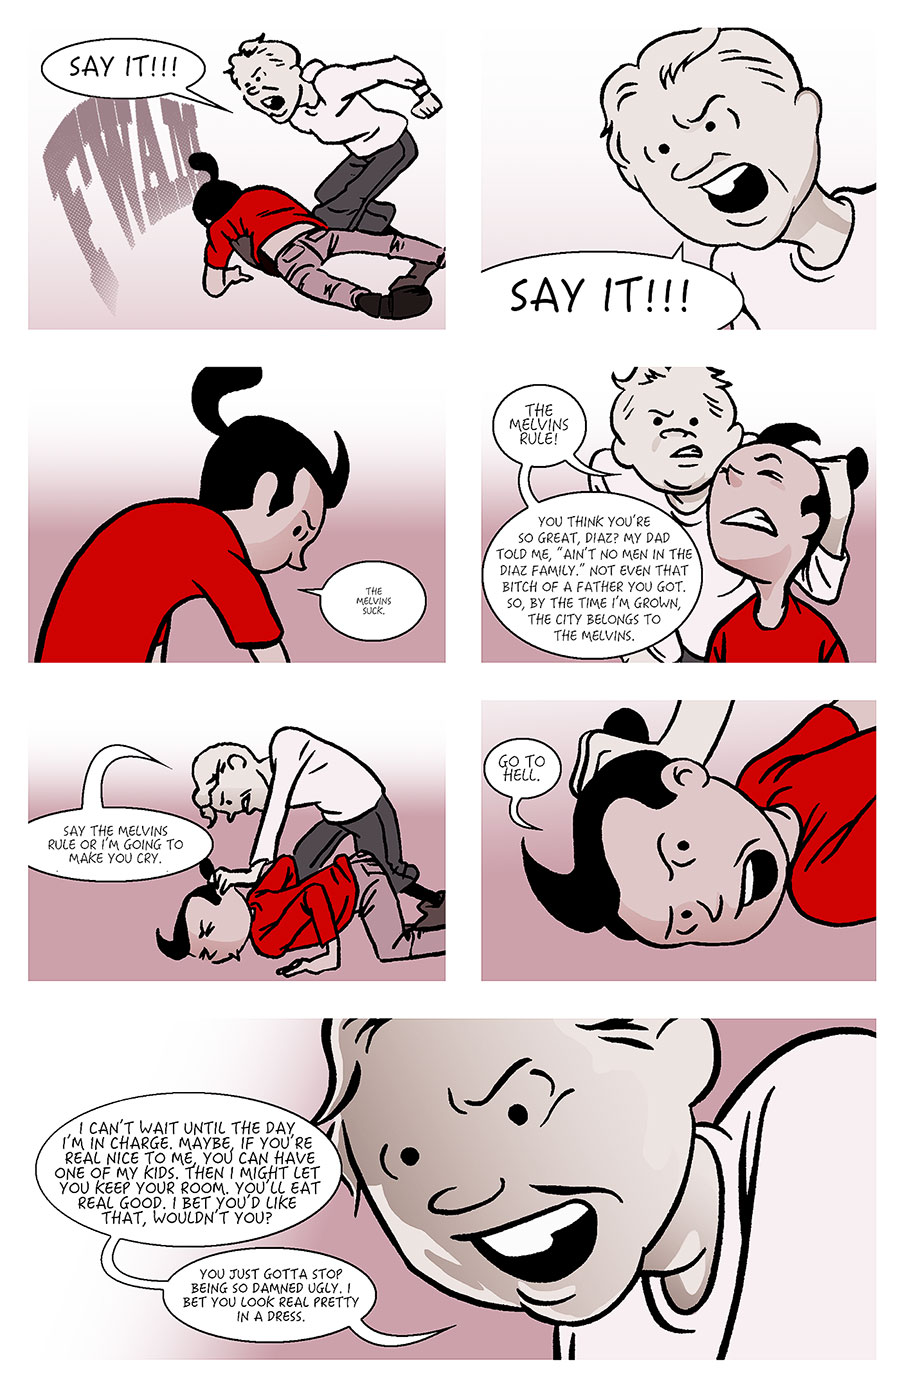 SAY IT!!!
FWAM
SAY IT!!!
THE
MELVINS
SUCK.
THE
MELVINS
RULE!
YOU THINK YOU'RE
SO GREAT, DIAZ? MY DAD
TOLD ME, "AIN'T NO MEN IN THE
DIAZ FAMILY." NOT EVEN THAT
BITCH OF A FATHER YOU GOT.
SO, BY THE TIME I'M GROWN,
THE CITY BELONGS TO
THE MELVINS.
SAY THE MELVINS
RULE OR I'M GOING TO
MAKE YOU CRY.
GO TO
HELL.
I CAN'T WAIT UNTIL THE DAY
I'M IN CHARGE. MAYBE, IF YOU'RE
REAL NICE TO ME, YOU CAN HAVE
ONE OF MY KIDS. THEN I MIGHT LET
YOU KEEP YOUR ROOM. YOU'LL EAT
REAL GOOD. I BET YOU'D LIKE
THAT, WOULDN'T YOU?
YOU JUST GOTTA STOP
BEING SO DAMNED UGLY. I
BET YOU LOOK REAL PRETTY
IN A DRESS.